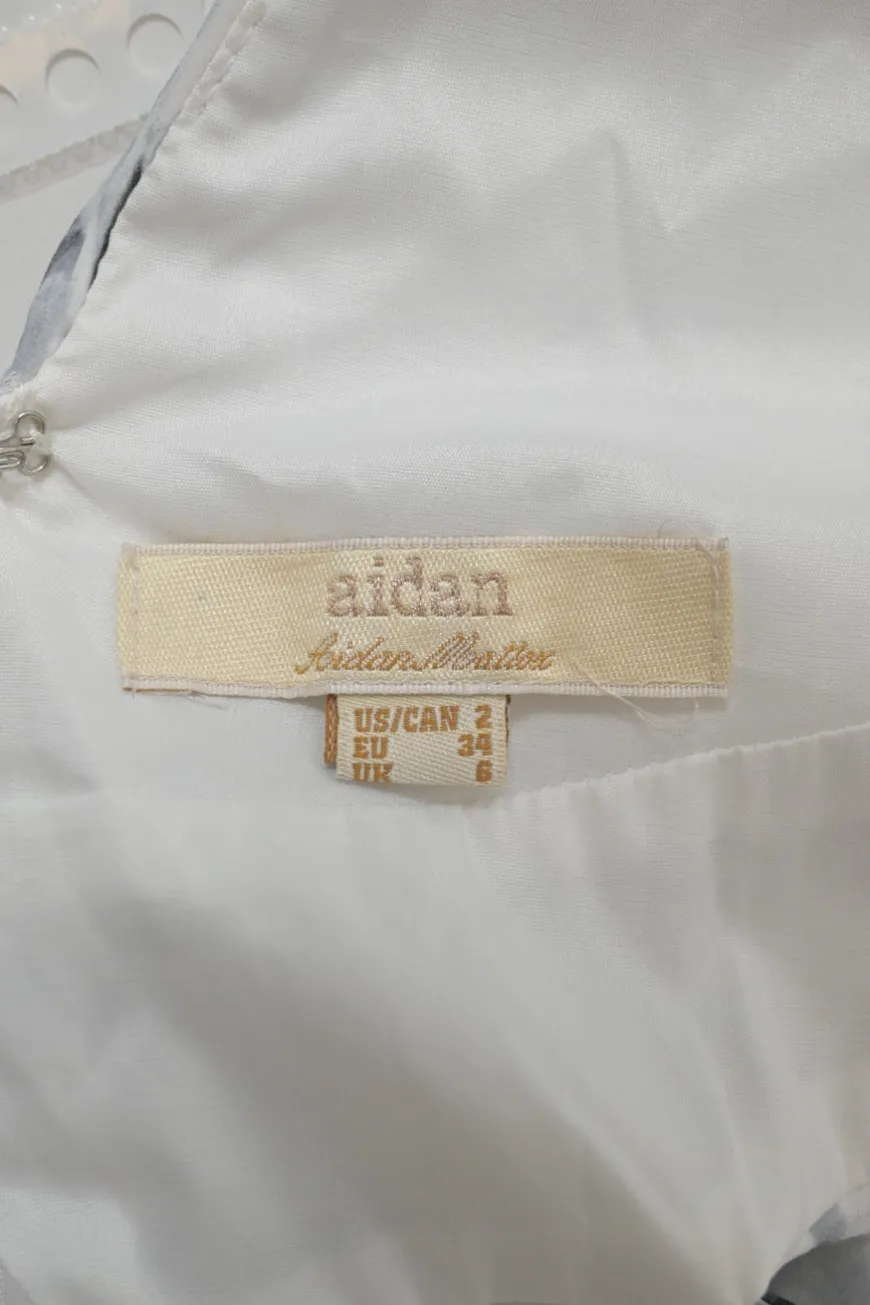 aidan
Aidan Mattox
US/CAN 2
EU 34
UK 6